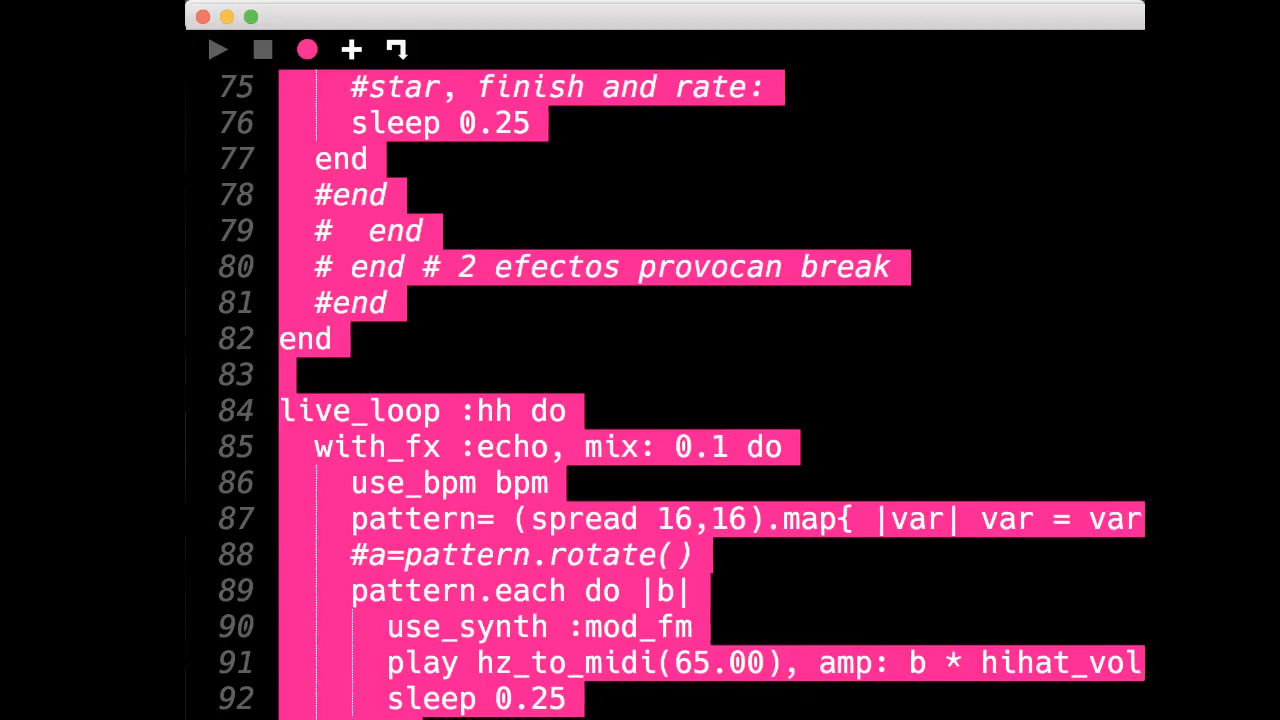 75 #star, finish and rate:
76 sleep 0.25
77 end
78 #end
79 #  end
80 # end # 2 efectos provocan break
81 #end
82 end
83
84 live_loop :hh do
85 with_fx :echo, mix: 0.1 do
86 use_bpm bpm
87 pattern= (spread 16,16).map{ |var| var = var
88 #a=pattern.rotate()
89 pattern.each do |b|
90 use_synth :mod_fm
91 play hz_to_midi(65.00), amp: b * hihat_vol
92 sleep 0.25